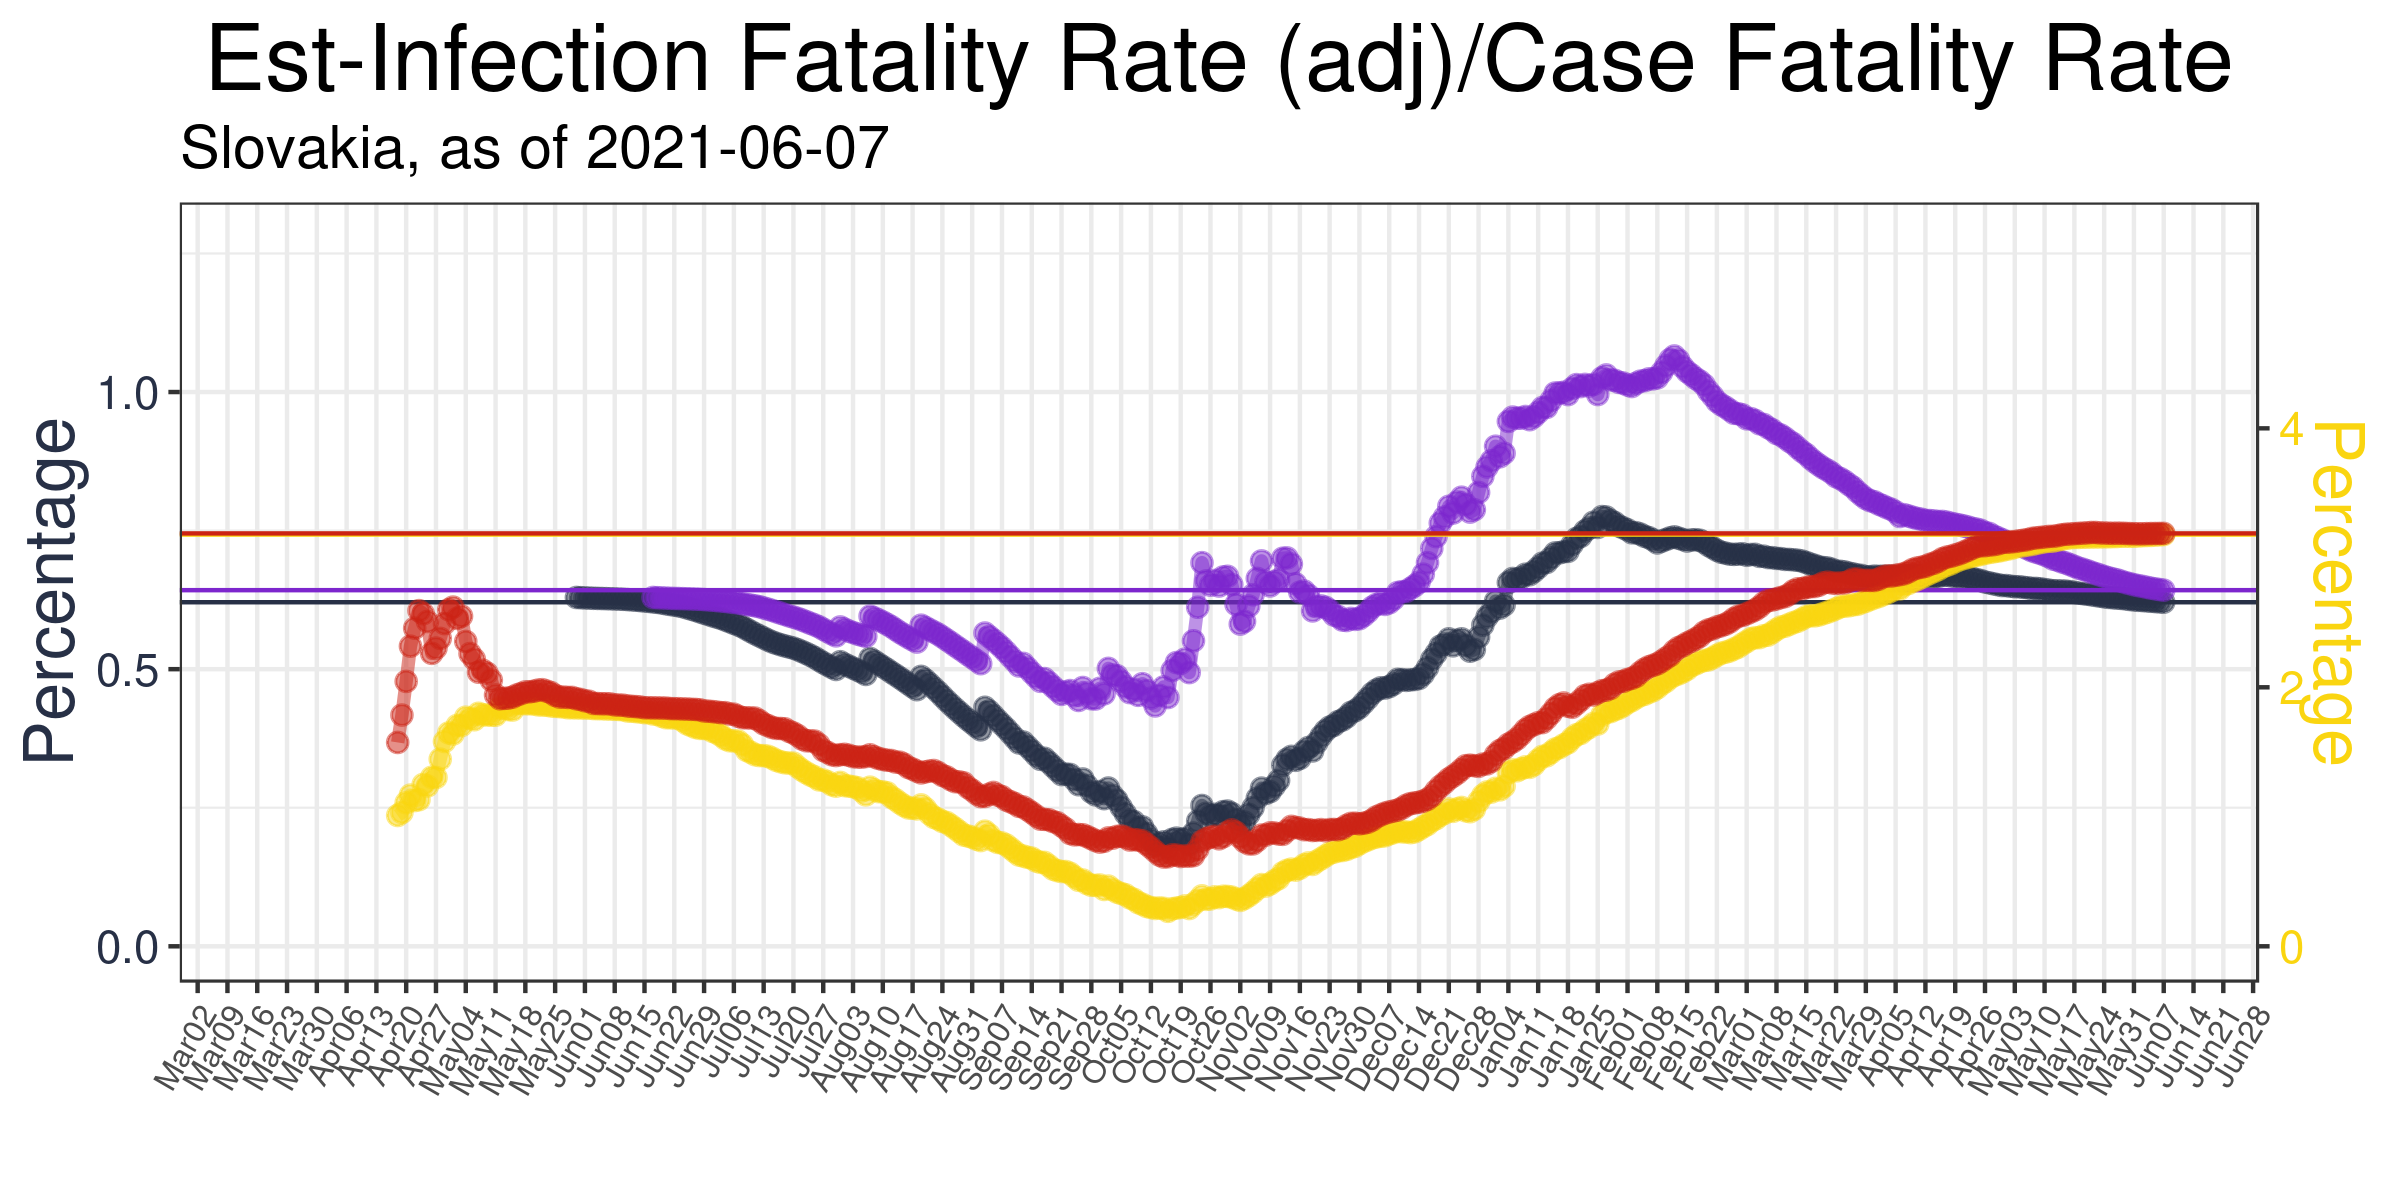 Est-Infection Fatality Rate (adj)/Case Fatality Rate
Slovakia, as of 2021-06-07
Percentage
1.0
0.5
0.0
Percentage
4
2
0
Mar02
Mar09
Mar16
Mar23
Mar30
Apr06
Apr13
Apr20
Apr27
May04
May11
May18
May25
Jun01
Jun08
Jun15
Jun22
Jun29
Jul06
Jul13
Jul20
Jul27
Aug03
Aug10
Aug17
Aug24
Aug31
Sep07
Sep14
Sep21
Sep28
Oct05
Oct12
Oct19
Oct26
Nov02
Nov09
Nov16
Nov23
Nov30
Dec07
Dec14
Dec21
Dec28
Jan04
Jan11
Jan18
Jan25
Feb01
Feb08
Feb15
Feb22
Mar01
Mar08
Mar15
Mar22
Mar29
Apr05
Apr12
Apr19
Apr26
May03
May10
May17
May24
May31
May07
Jun14
Jun21
Jun28